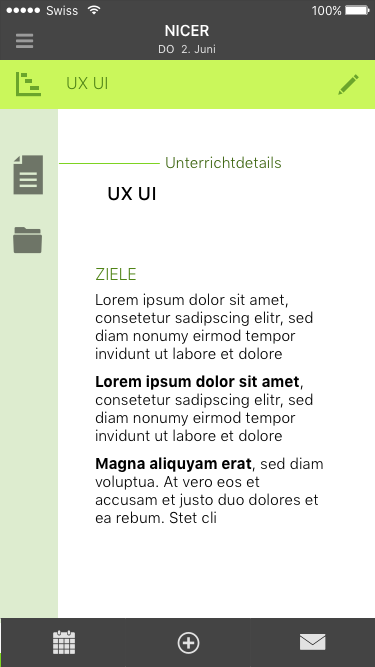 Swiss 100%
NICER
DO 2. Juni
UX UI
Unterrichtdetails
UX UI
ZIELE
Lorem ipsum dolor sit amet,
consetetur sadipscing elitr, sed
diam nonumy eirmod tempor
invidunt ut labore et dolore
Lorem ipsum dolor sit amet,
consetetur sadipscing elitr, sed
diam nonumy eirmod tempor
invidunt ut labore et dolore
Magna aliquyam erat, sed diam
voluptua. At vero eos et
accusam et justo duo dolores et
ea rebum. Stet cli